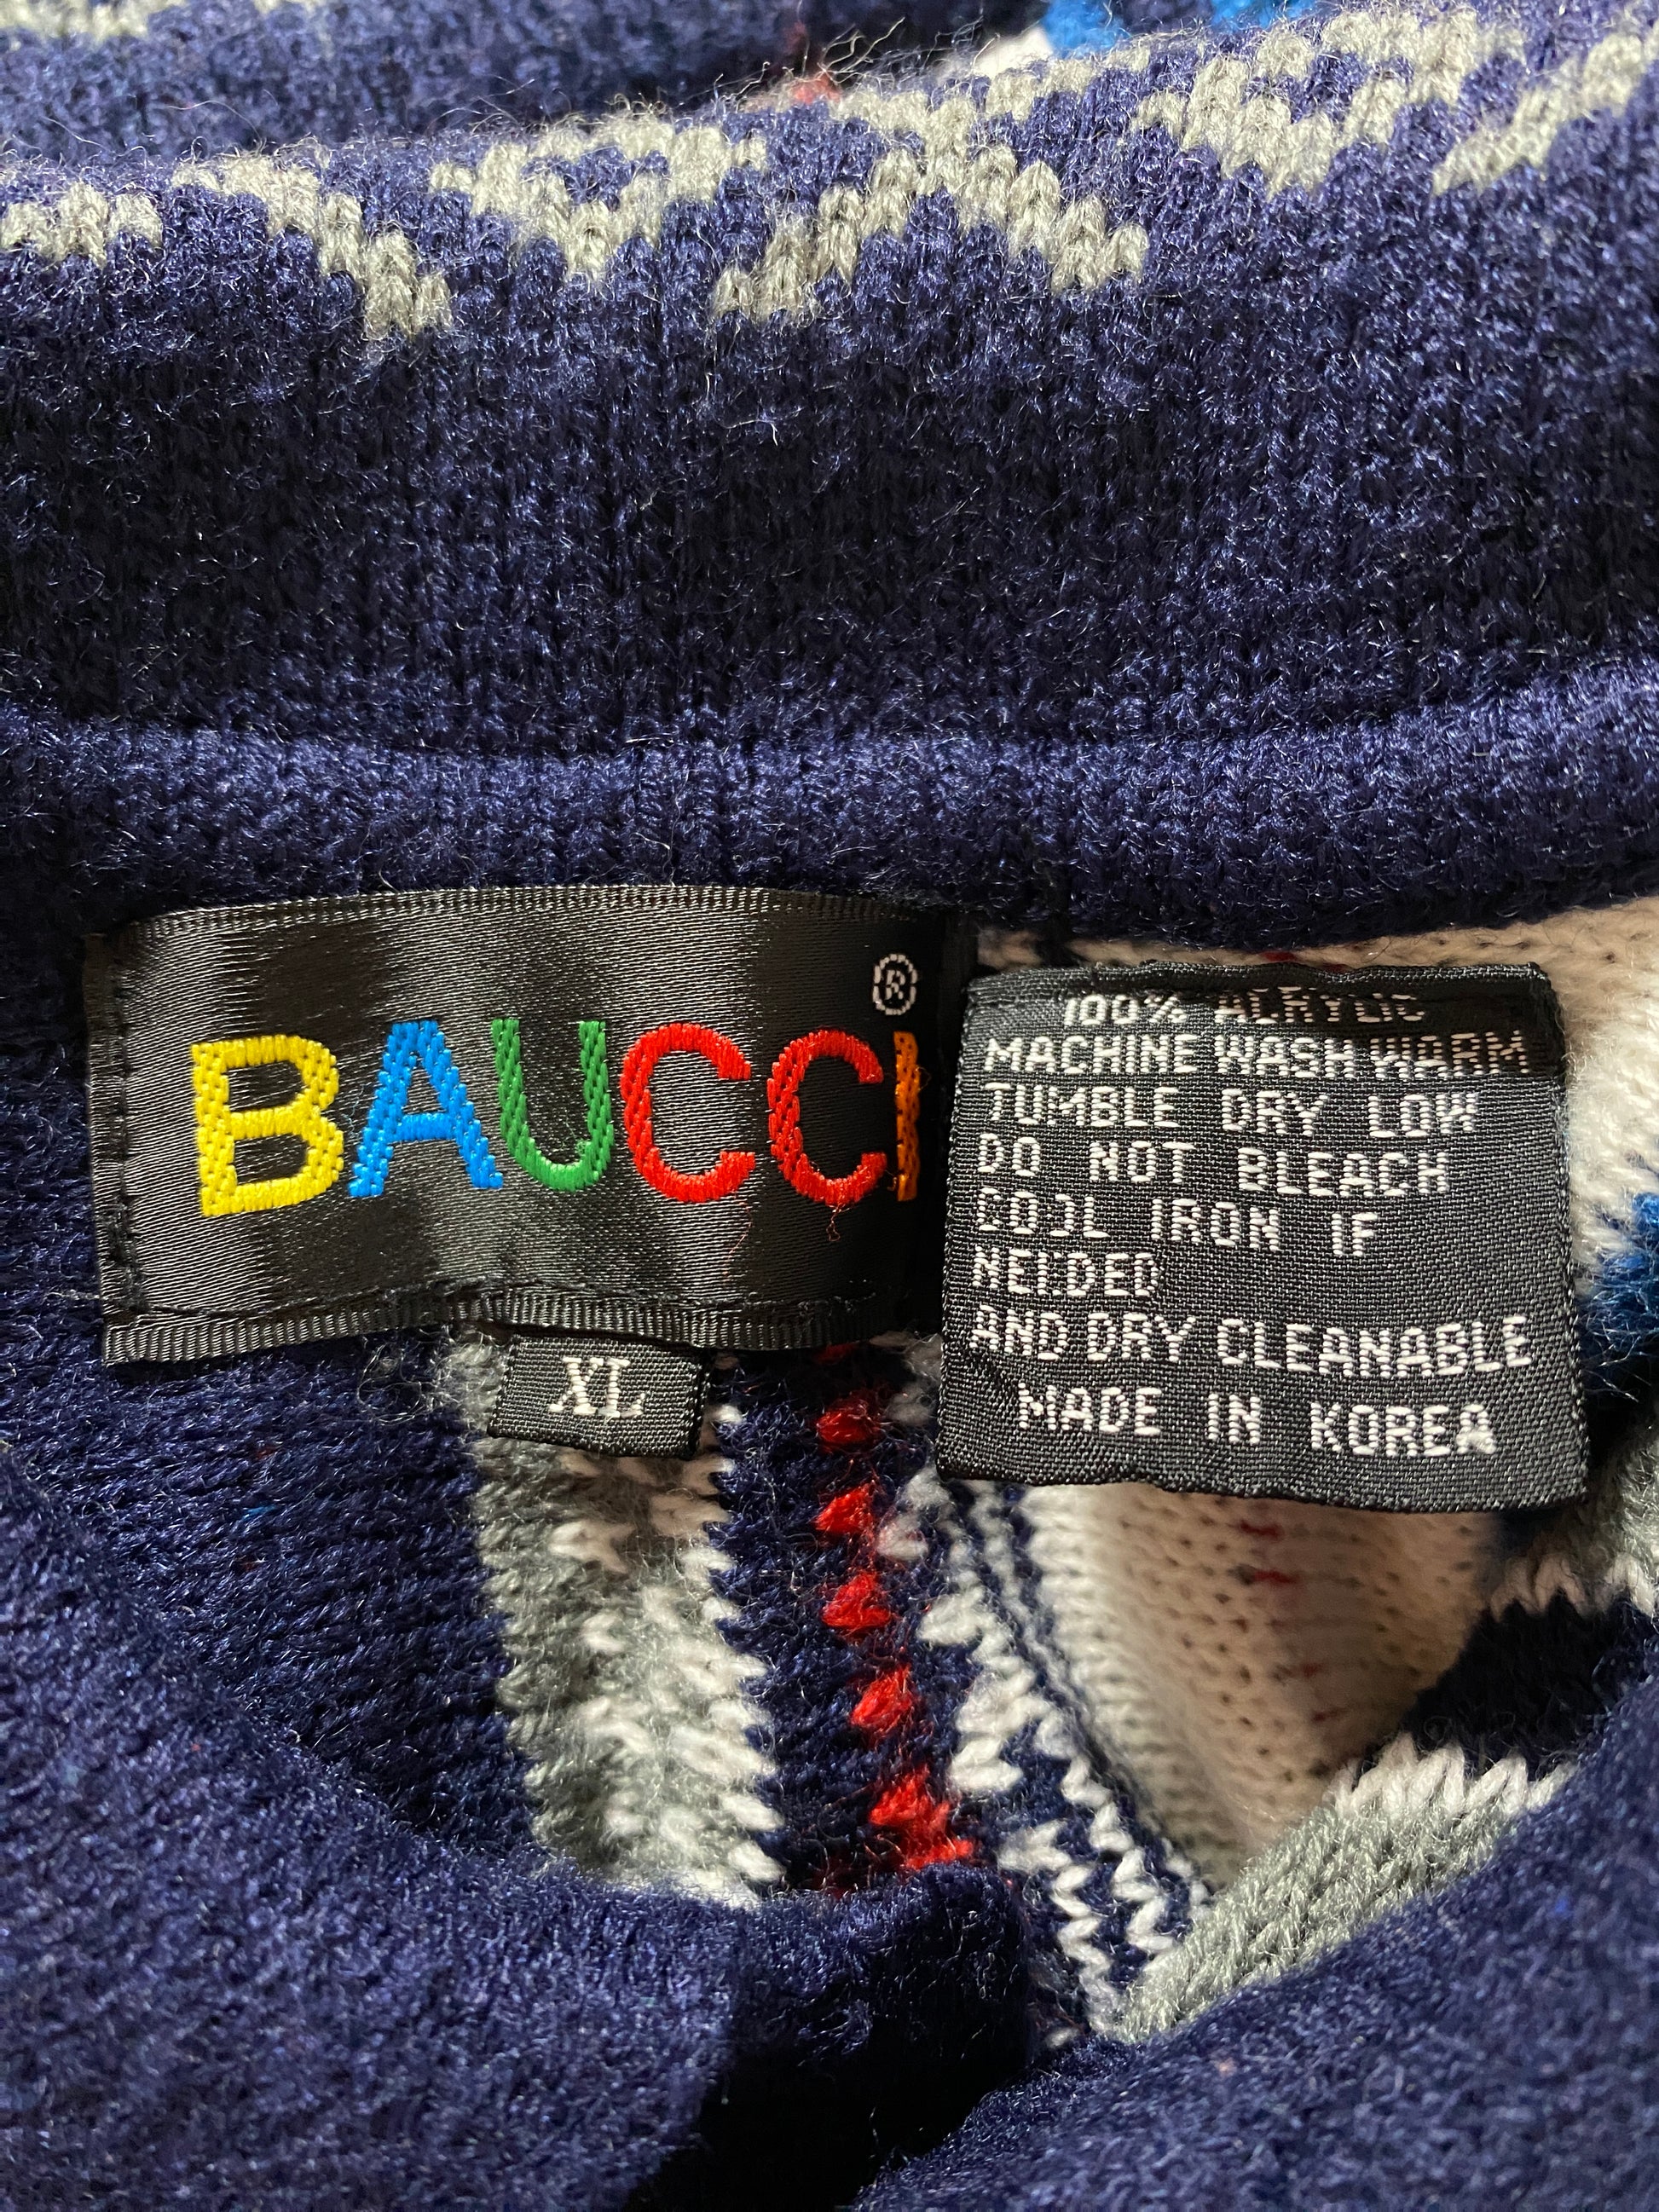 BAUCCI®
XL
100% ACRYLIC
MACHINE WASH WARM
TUMBLE DRY LOW
DO NOT BLEACH
COOL IRON IF
NEEDED
AND DRY CLEANABLE
MADE IN KOREA